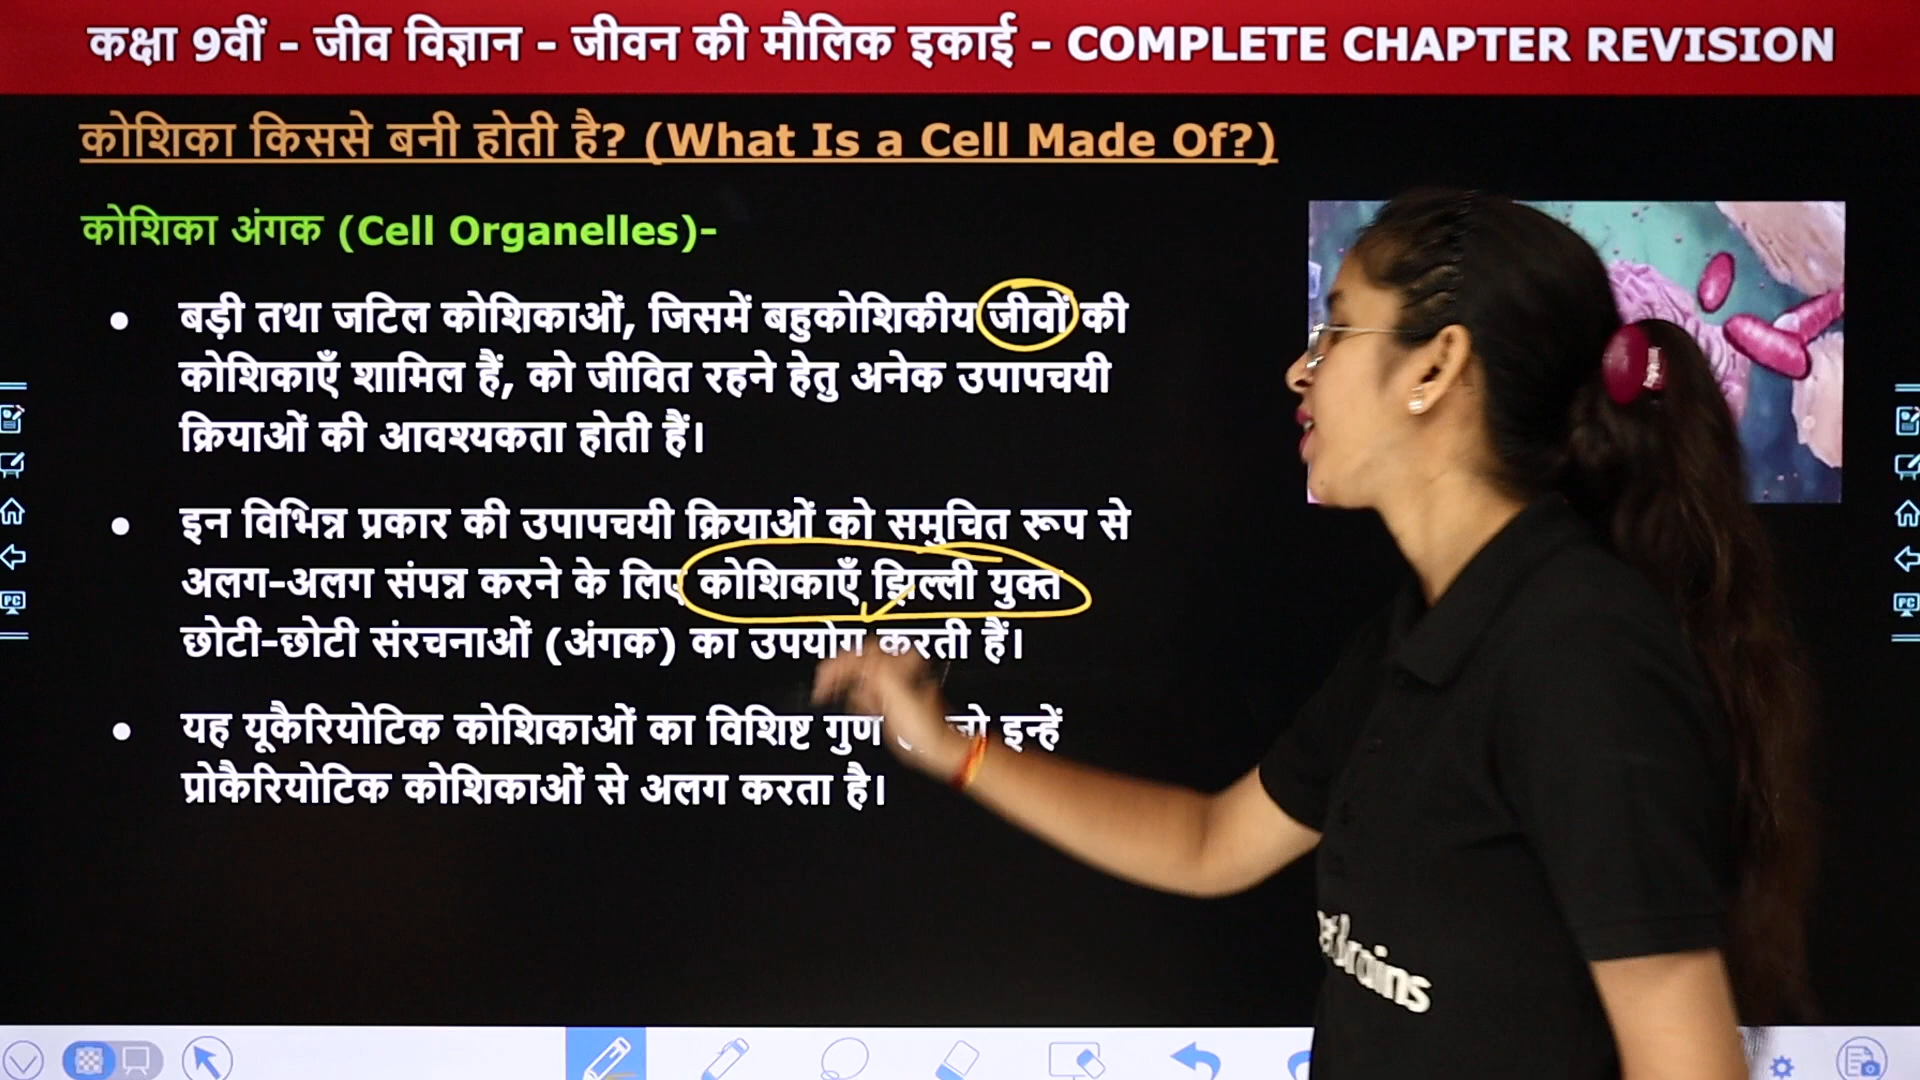 कक्षा 9वीं - जीव विज्ञान - जीवन की मौलिक इकाई - COMPLETE CHAPTER REVISION
कोशिका किससे बनी होती है? (What Is a Cell Made Of?)
कोशिका अंगक (Cell Organelles)-
• बड़ी तथा जटिल कोशिकाओं, जिसमें बहुकोशिकीय जीवों की
कोशिकाएँ शामिल हैं, को जीवित रहने हेतु अनेक उपापचयी
क्रियाओं की आवश्यकता होती हैं।
• इन विभिन्न प्रकार की उपापचयी क्रियाओं को समुचित रूप से
अलग-अलग संपन्न करने के लिए कोशिकाएँ झिल्ली युक्त
छोटी-छोटी संरचनाओं (अंगक) का उपयोग करती हैं।
• यह यूकैरियोटिक कोशिकाओं का विशिष्ट गुण जो इन्हें
प्रोकैरियोटिक कोशिकाओं से अलग करता है।
PC
PC